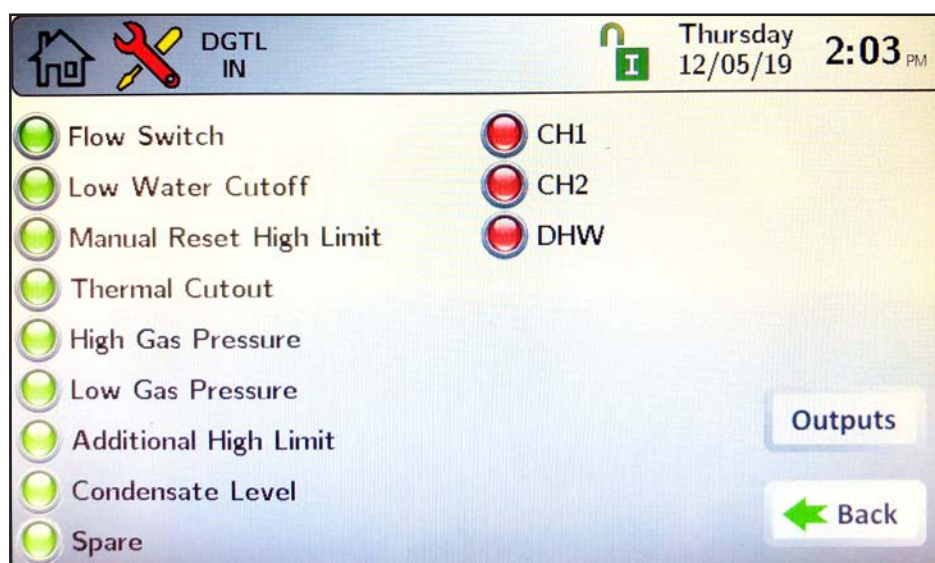 DGTL
IN
I
Thursday
12/05/19
2:03 PM
Flow Switch
Low Water Cutoff
Manual Reset High Limit
Thermal Cutout
High Gas Pressure
Low Gas Pressure
Additional High Limit
Condensate Level
Spare
CH1
CH2
DHW
Outputs
Back